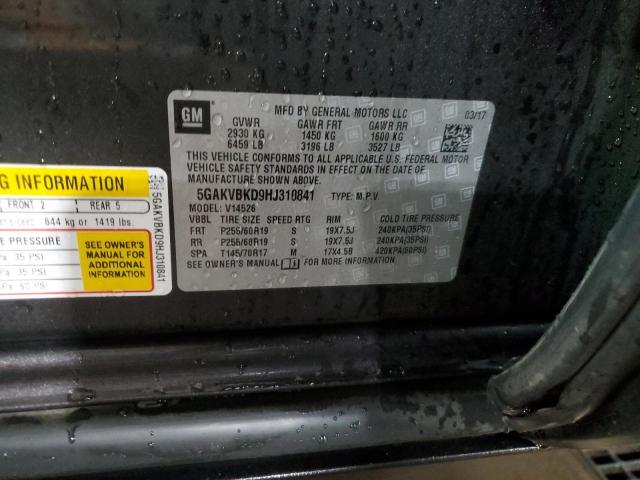 GM
MFD BY GENERAL MOTORS LLC
03/17
GVWR GAWR FRT GAWR RR
2930 KG 1450 KG 1600 KG
6459 LB 3196 LB 3527 LB
THIS VEHICLE CONFORMS TO ALL APPLICABLE U.S. FEDERAL MOTOR
VEHICLE SAFETY STANDARDS IN EFFECT ON THE DATE OF
MANUFACTURE SHOWN ABOVE.
5GAKVBKD9HJ310841 TYPE: M.P.V
MODEL: V14526
VBBL TIRE SIZE SPEED RTG RIM COLD TIRE PRESSURE
FRT P255/60R19 S 19X7.5J 240KPA(35PSI)
RR P255/60R19 S 19X7.5J 240KPA(35PSI)
SPA T145/70R17 M 17X4.5B 420KPA(60PSI)
SEE OWNER'S MANUAL FOR MORE INFORMATION.
INFORMATION
FRONT 2 REAR 5
exceed 644 kg or 1419 lbs.
PRESSURE
35 PSI
35 PSI
60 PSI
SEE OWNER'S
MANUAL FOR
ADDITIONAL
INFORMATION
5GAKVBKD9HJ310841